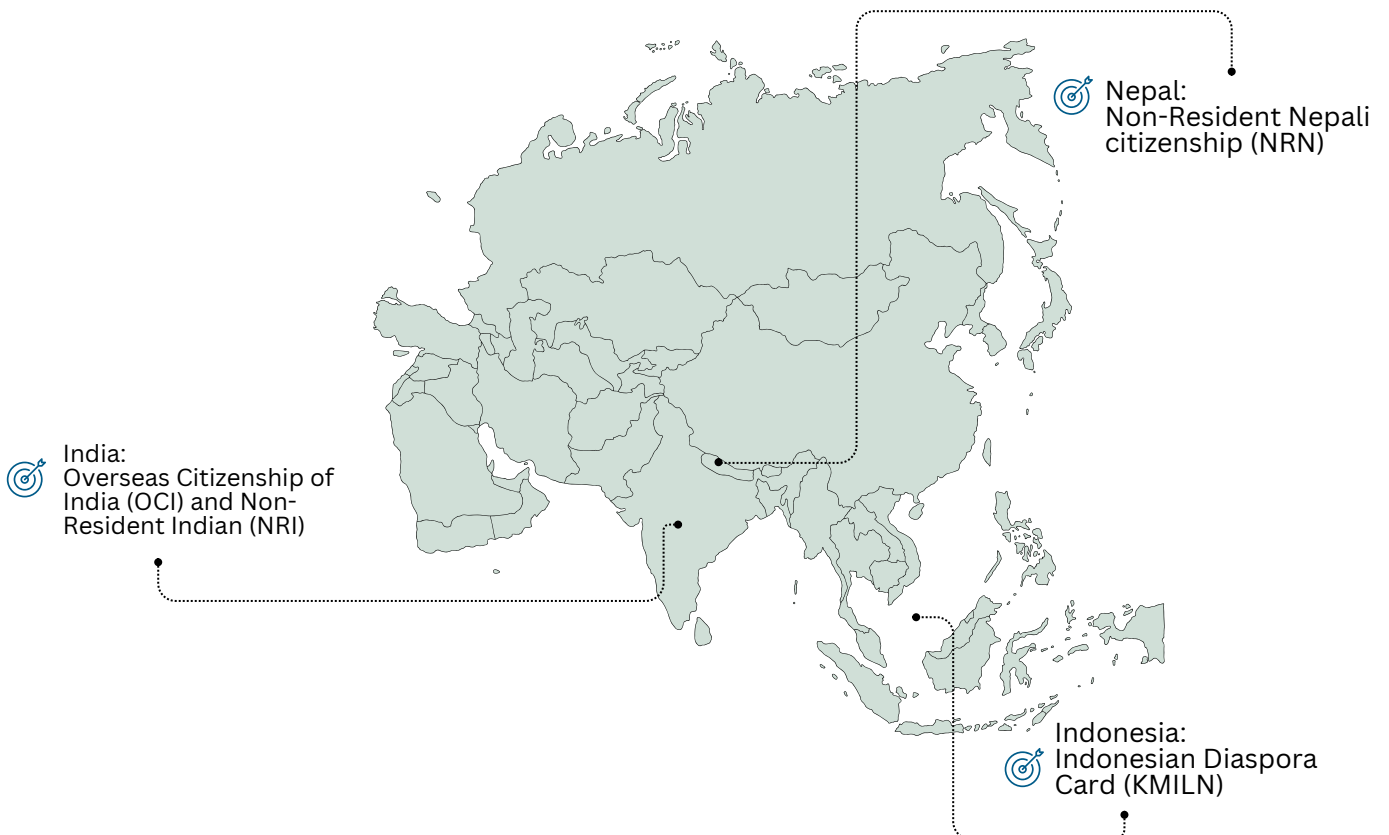 Nepal:
Non-Resident Nepali
citizenship (NRN)
India:
Overseas Citizenship of
India (OCI) and Non-
Resident Indian (NRI)
Indonesia:
Indonesian Diaspora
Card (KMILN)